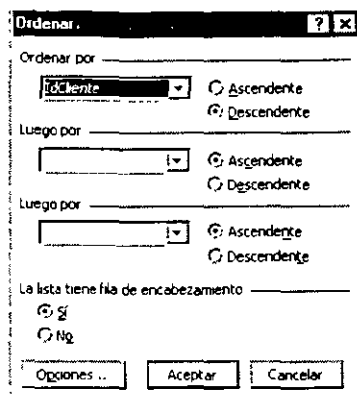 Ordenar.
Ordenar por
IdCliente
Ascendente
Descendente
Luego por
Ascendente
Descendente
Luego por
Ascendente
Descendente
La lista tiene fila de encabezamiento
Sí
No
Opciones ..
Aceptar
Cancelar